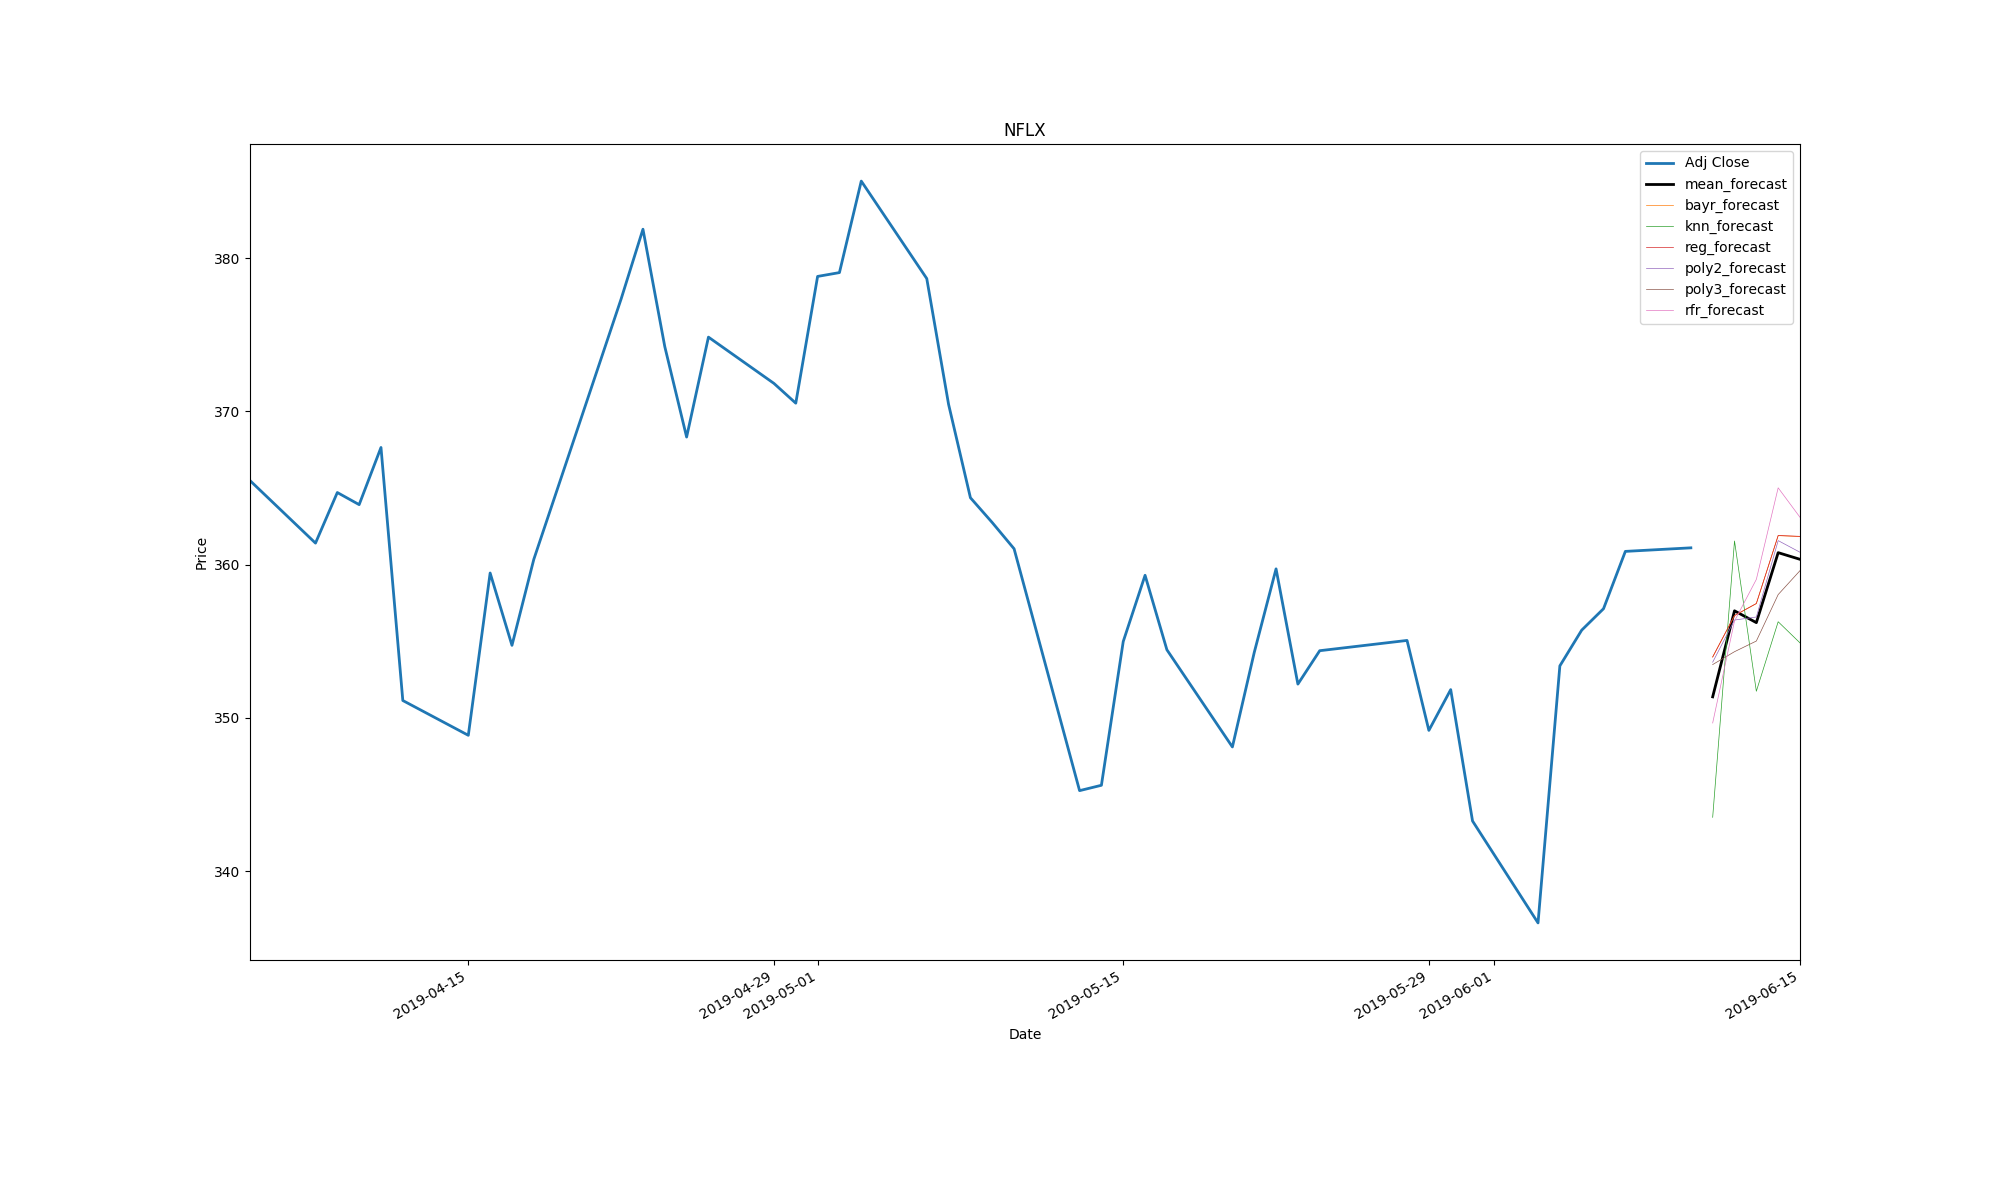 NFLX
Adj Close
mean_forecast
bayr_forecast
knn_forecast
reg_forecast
poly2_forecast
poly3_forecast
rfr_forecast
380
370
360
350
340
Price
2019-04-15
2019-04-29
2019-05-01
2019-05-15
2019-05-29
2019-06-01
2019-06-15
Date